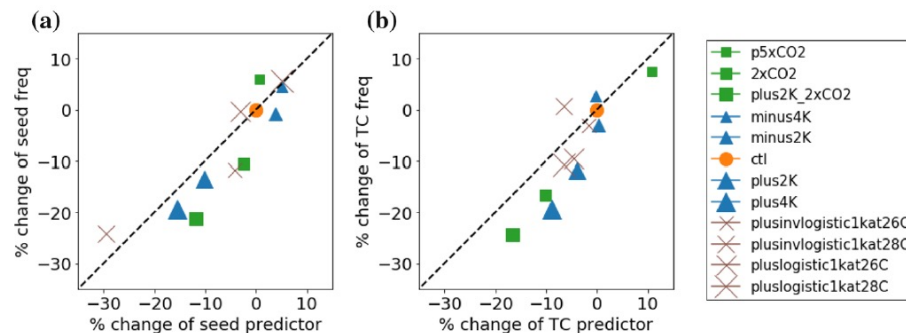 (a)
(b)
% change of seed freq
10
0
−10
−20
−30
−30 −20 −10 0 10
% change of seed predictor
% change of TC freq
10
0
−10
−20
−30
−30 −20 −10 0 10
% change of TC predictor
p5xCO2
2xCO2
plus2K_2xCO2
minus4K
minus2K
ctl
plus2K
plus4K
plusinvlogistic1kat26C
plusinvlogistic1kat28C
pluslogistic1kat26C
pluslogistic1kat28C